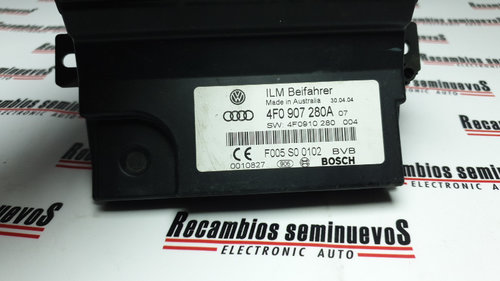 ILM Beifahrer
Made in Australia 30.04.04
4F0 907 280A 07
SW: 4F0910 280 004
F005 S0 0102 BVB
0010827 906 BOSCH
Recambios seminuevoS
ELECTRONIC AUTO
Recambios seminuevoS
ELECTRONIC AUTO